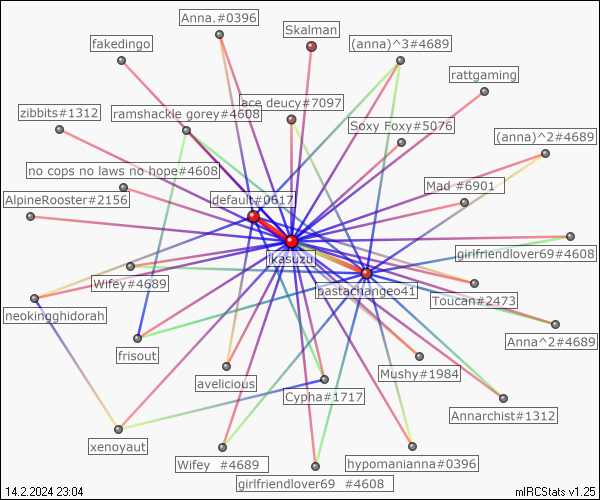 Anna.#0396
Skalman
fakedingo
(anna)^3#4689
rattgaming
zibbits#1312
ramshackle gorey#4608
ace deucy#7097
Soxy Foxy#5076
(anna)^2#4689
no cops no laws no hope#4608
Mad #6901
AlpineRooster#2156
default#0617
girlfriendlover69#4608
Ikasuzu
Wifey#4689
pastachangeo41
Toucan#2473
neokingghidorah
Anna^2#4689
frisout
Mushy#1984
avelicious
Cypha#1717
Annarchist#1312
xenoyaut
Wifey #4689
hypomanianna#0396
girlfriendlover69 #4608
14.2.2024 23:04
mIRCStats v1.25